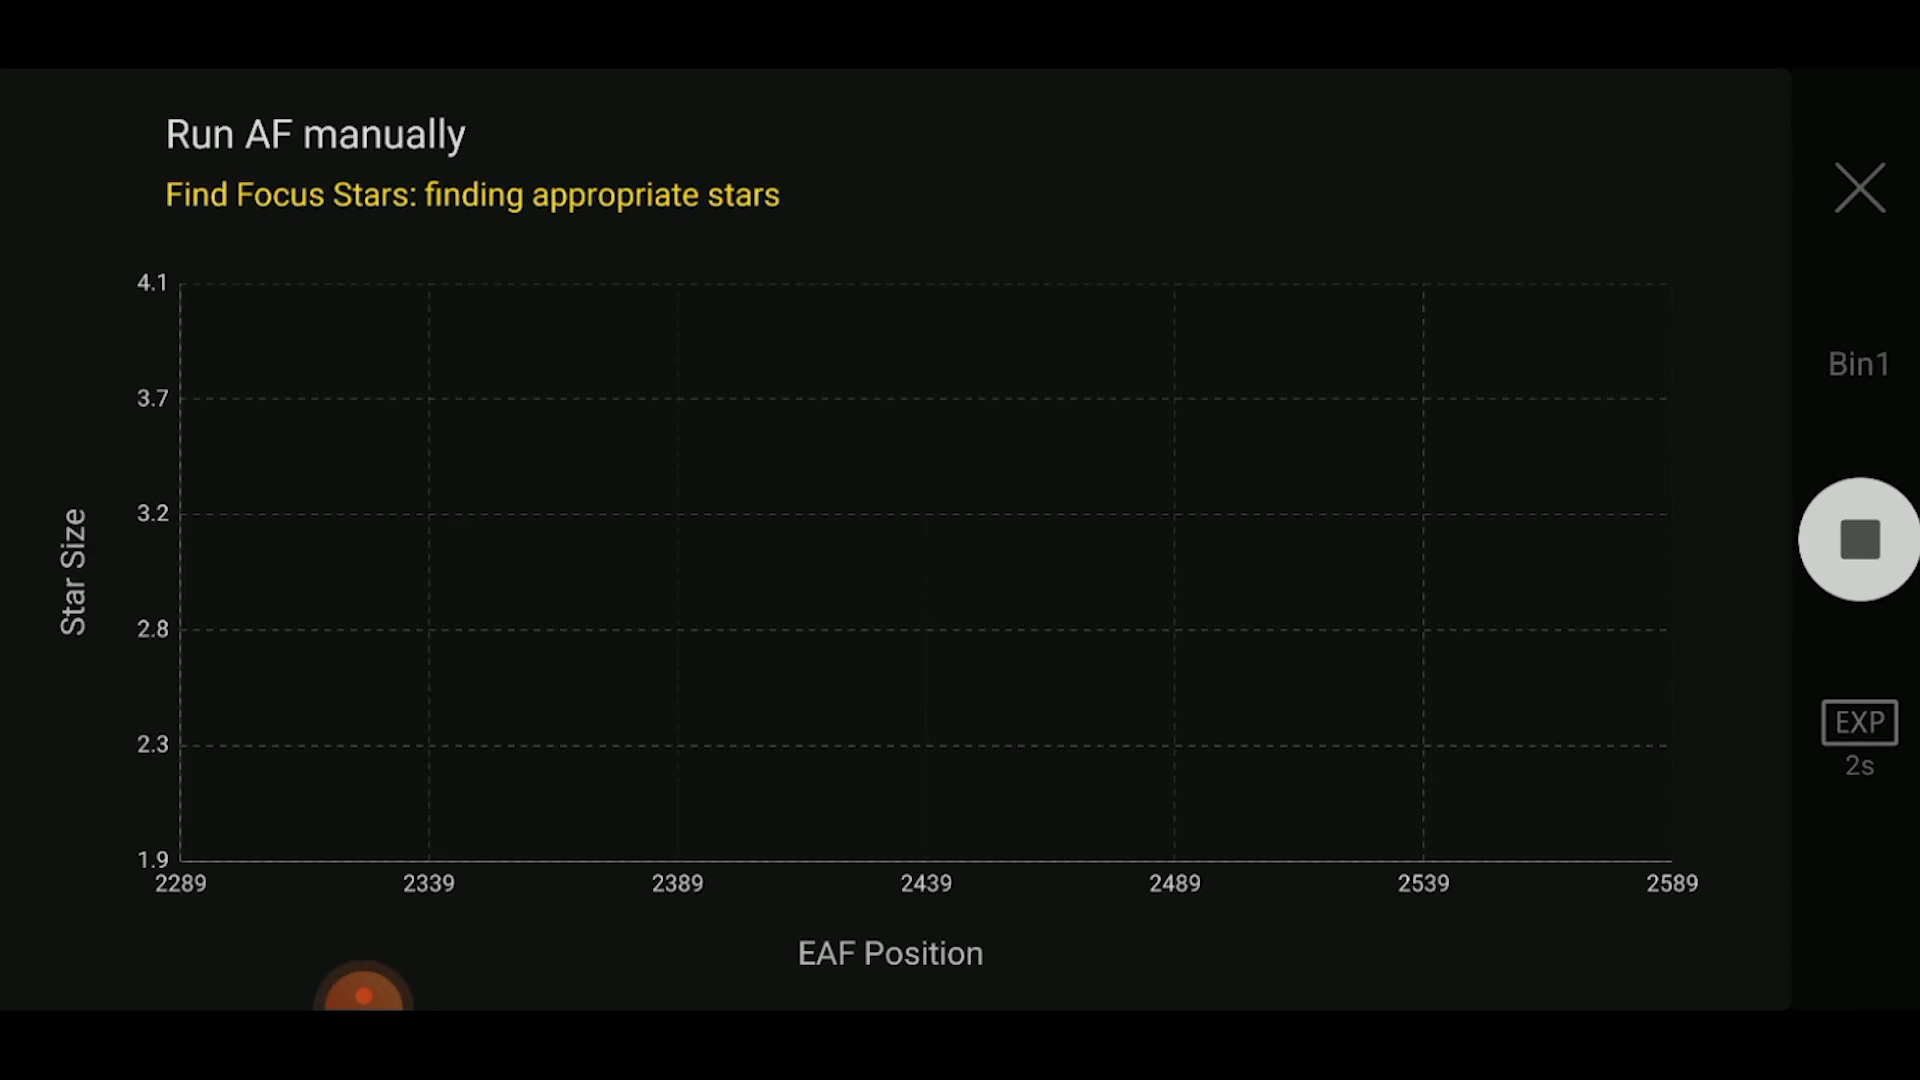 Run AF manually
Find Focus Stars: finding appropriate stars
4.1
3.7
3.2
2.8
2.3
1.9
Star Size
2289 2339 2389 2439 2489 2539 2589
EAF Position
Bin1
EXP
2s